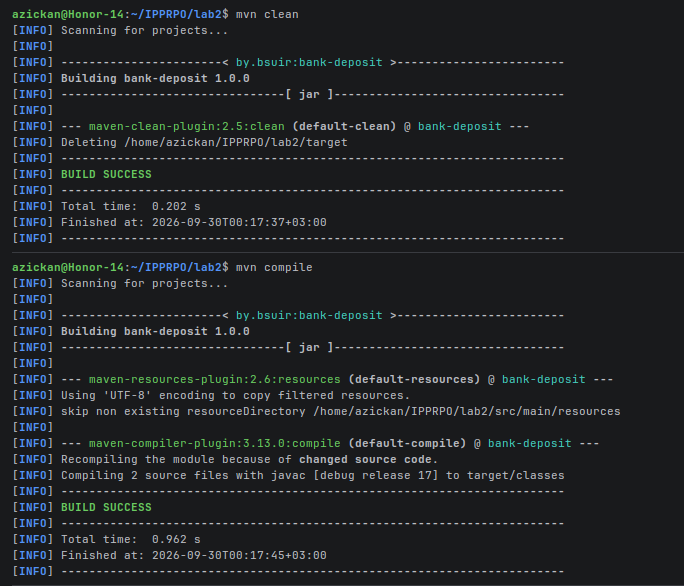 azickan@Honor-14:~/IPPRPO/lab2$ mvn clean
[INFO] Scanning for projects...
[INFO]
[INFO] -----------------------< by.bsuir:bank-deposit >------------------------
[INFO] Building bank-deposit 1.0.0
[INFO] --------------------------------[ jar ]---------------------------------
[INFO]
[INFO] --- maven-clean-plugin:2.5:clean (default-clean) @ bank-deposit ---
[INFO] Deleting /home/azickan/IPPRPO/lab2/target
[INFO] ------------------------------------------------------------------------
[INFO] BUILD SUCCESS
[INFO] ------------------------------------------------------------------------
[INFO] Total time:  0.202 s
[INFO] Finished at: 2026-09-30T00:17:37+03:00
[INFO] ------------------------------------------------------------------------
azickan@Honor-14:~/IPPRPO/lab2$ mvn compile
[INFO] Scanning for projects...
[INFO]
[INFO] -----------------------< by.bsuir:bank-deposit >------------------------
[INFO] Building bank-deposit 1.0.0
[INFO] --------------------------------[ jar ]---------------------------------
[INFO]
[INFO] --- maven-resources-plugin:2.6:resources (default-resources) @ bank-deposit ---
[INFO] Using 'UTF-8' encoding to copy filtered resources.
[INFO] skip non existing resourceDirectory /home/azickan/IPPRPO/lab2/src/main/resources
[INFO]
[INFO] --- maven-compiler-plugin:3.13.0:compile (default-compile) @ bank-deposit ---
[INFO] Recompiling the module because of changed source code.
[INFO] Compiling 2 source files with javac [debug release 17] to target/classes
[INFO] ------------------------------------------------------------------------
[INFO] BUILD SUCCESS
[INFO] ------------------------------------------------------------------------
[INFO] Total time:  0.962 s
[INFO] Finished at: 2026-09-30T00:17:45+03:00
[INFO] ------------------------------------------------------------------------